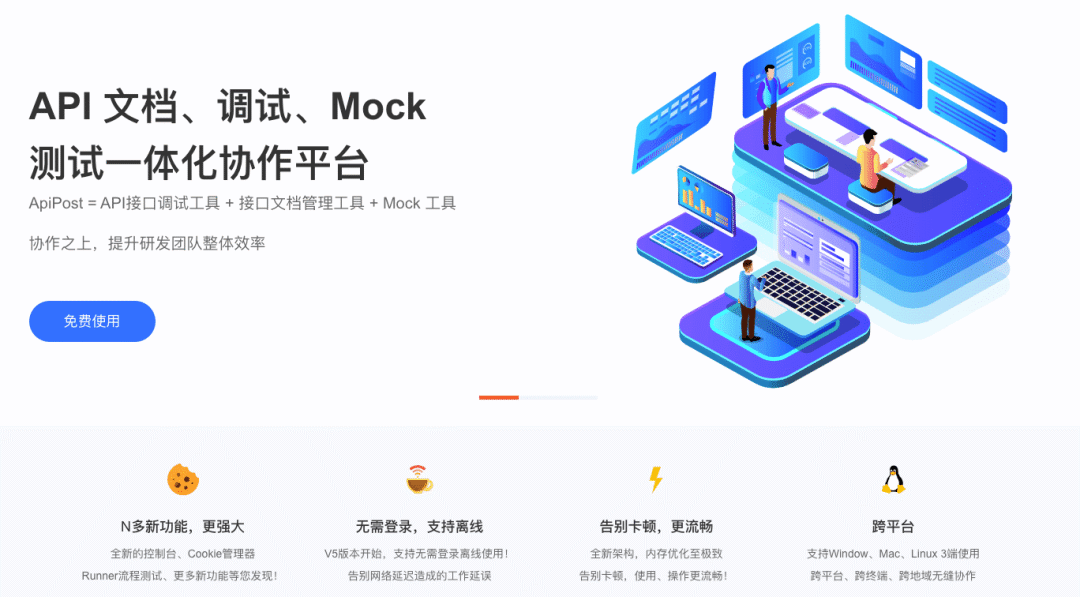 API 文档、调试、Mock
测试一体化协作平台
ApiPost = API接口调试工具 + 接口文档管理工具 + Mock 工具
协作之上，提升研发团队整体效率
免费使用
N多新功能，更强大
全新的控制台、Cookie管理器
Runner流程测试、更多新功能等您发现！
无需登录，支持离线
V5版本开始，支持无需登录离线使用！
告别网络延迟造成的工作延误
告别卡顿，更流畅
全新架构，内存优化至极致
告别卡顿，使用、操作更流畅！
跨平台
支持Window、Mac、Linux 3端使用
跨平台、跨终端、跨地域无缝协作